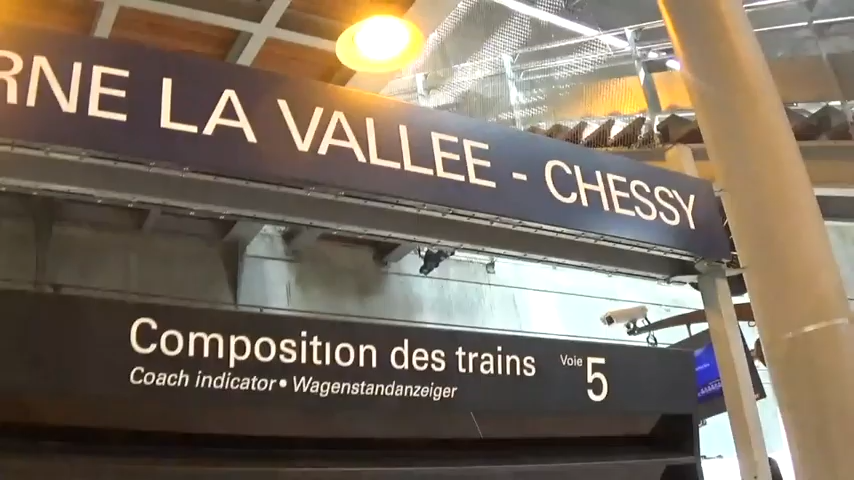 RNE LA VALLEE - CHESSY
Composition des trains Voie 5
Coach indicator • Wagenstandanzeiger